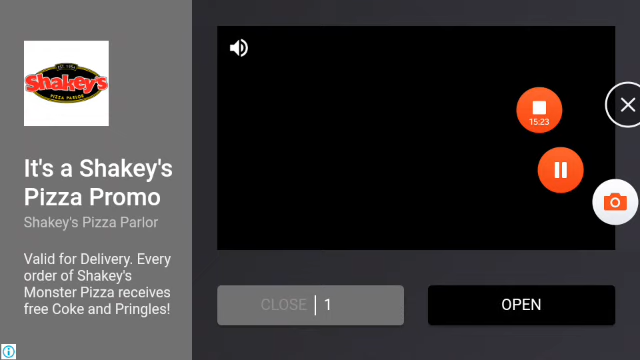 Shakey's
PIZZA PARLOR
It's a Shakey's
Pizza Promo
Shakey's Pizza Parlor
Valid for Delivery. Every
order of Shakey's
Monster Pizza receives
free Coke and Pringles!
15:23
CLOSE | 1
OPEN